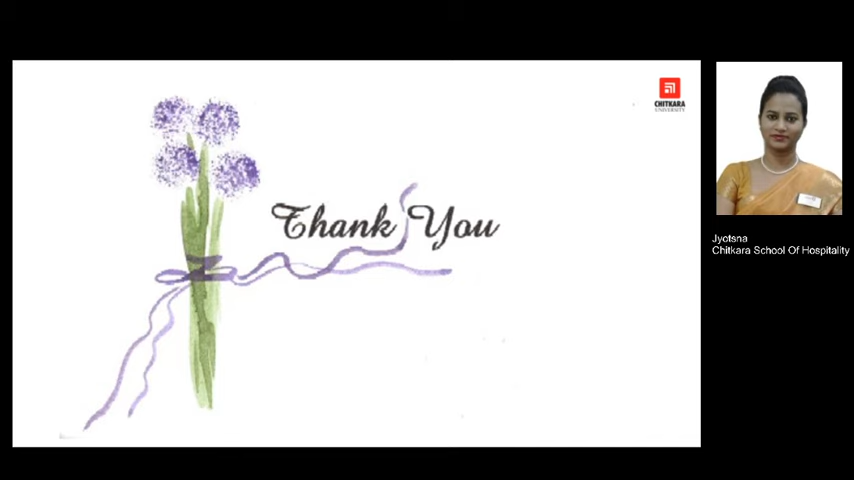 CHITKARA
UNIVERSITY
Thank You
Jyotsna
Chitkara School Of Hospitality